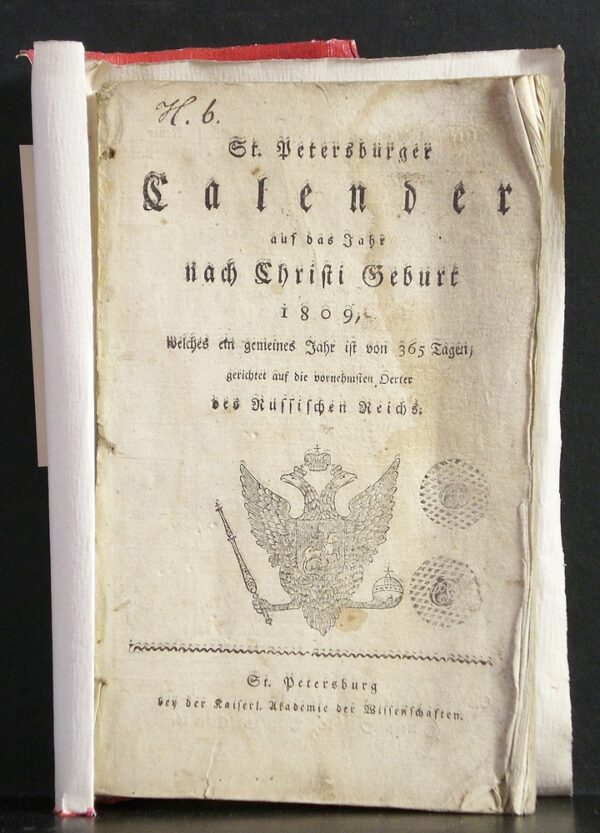 H. b.
St. Petersburger
Calender
auf das Jahr
nach Christi Geburt
1809,
welches ein gemeines Jahr ist von 365 Tagen;
gerichtet auf die vornehmsten Oerter
des Russischen Reichs.
St. Petersburg
bey der Kaiserl. Akademie der Wissenschaften.